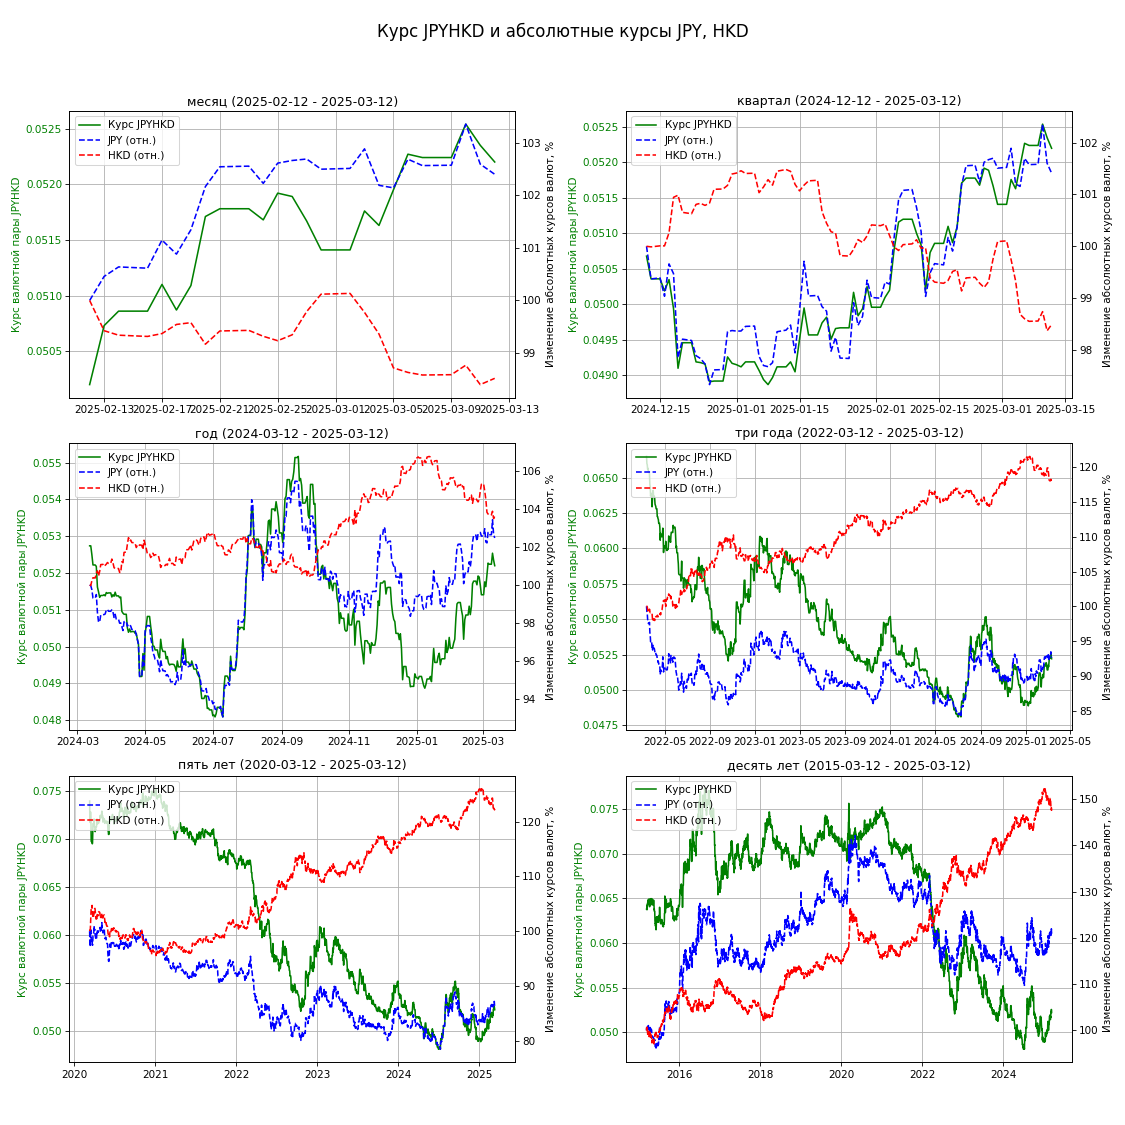 Курс JPYHKD и абсолютные курсы JPY, HKD
месяц (2025-02-12 - 2025-03-12)
Курс JPYHKD
JPY (отн.)
HKD (отн.)
Курс валютной пары JPYHKD
0.0525
0.0520
0.0515
0.0510
0.0505
103
102
101
100
99
Изменение абсолютных курсов валют, %
2025-02-13 2025-02-17 2025-02-21 2025-02-25 2025-03-01 2025-03-05 2025-03-09 2025-03-13
квартал (2024-12-12 - 2025-03-12)
Курс JPYHKD
JPY (отн.)
HKD (отн.)
Курс валютной пары JPYHKD
0.0525
0.0520
0.0515
0.0510
0.0505
0.0500
0.0495
0.0490
102
101
100
99
98
Изменение абсолютных курсов валют, %
2024-12-15 2025-01-01 2025-01-15 2025-02-01 2025-02-15 2025-03-01 2025-03-15
год (2024-03-12 - 2025-03-12)
Курс JPYHKD
JPY (отн.)
HKD (отн.)
Курс валютной пары JPYHKD
0.055
0.054
0.053
0.052
0.051
0.050
0.049
0.048
106
104
102
100
98
96
94
Изменение абсолютных курсов валют, %
2024-03 2024-05 2024-07 2024-09 2024-11 2025-01 2025-03
три года (2022-03-12 - 2025-03-12)
Курс JPYHKD
JPY (отн.)
HKD (отн.)
Курс валютной пары JPYHKD
0.0650
0.0625
0.0600
0.0575
0.0550
0.0525
0.0500
0.0475
120
115
110
105
100
95
90
85
Изменение абсолютных курсов валют, %
2022-05 2022-09 2023-01 2023-05 2023-09 2024-01 2024-05 2024-09 2025-01 2025-05
пять лет (2020-03-12 - 2025-03-12)
Курс JPYHKD
JPY (отн.)
HKD (отн.)
Курс валютной пары JPYHKD
0.075
0.070
0.065
0.060
0.055
0.050
120
110
100
90
80
Изменение абсолютных курсов валют, %
2020 2021 2022 2023 2024 2025
десять лет (2015-03-12 - 2025-03-12)
Курс JPYHKD
JPY (отн.)
HKD (отн.)
Курс валютной пары JPYHKD
0.075
0.070
0.065
0.060
0.055
0.050
150
140
130
120
110
100
Изменение абсолютных курсов валют, %
2016 2018 2020 2022 2024